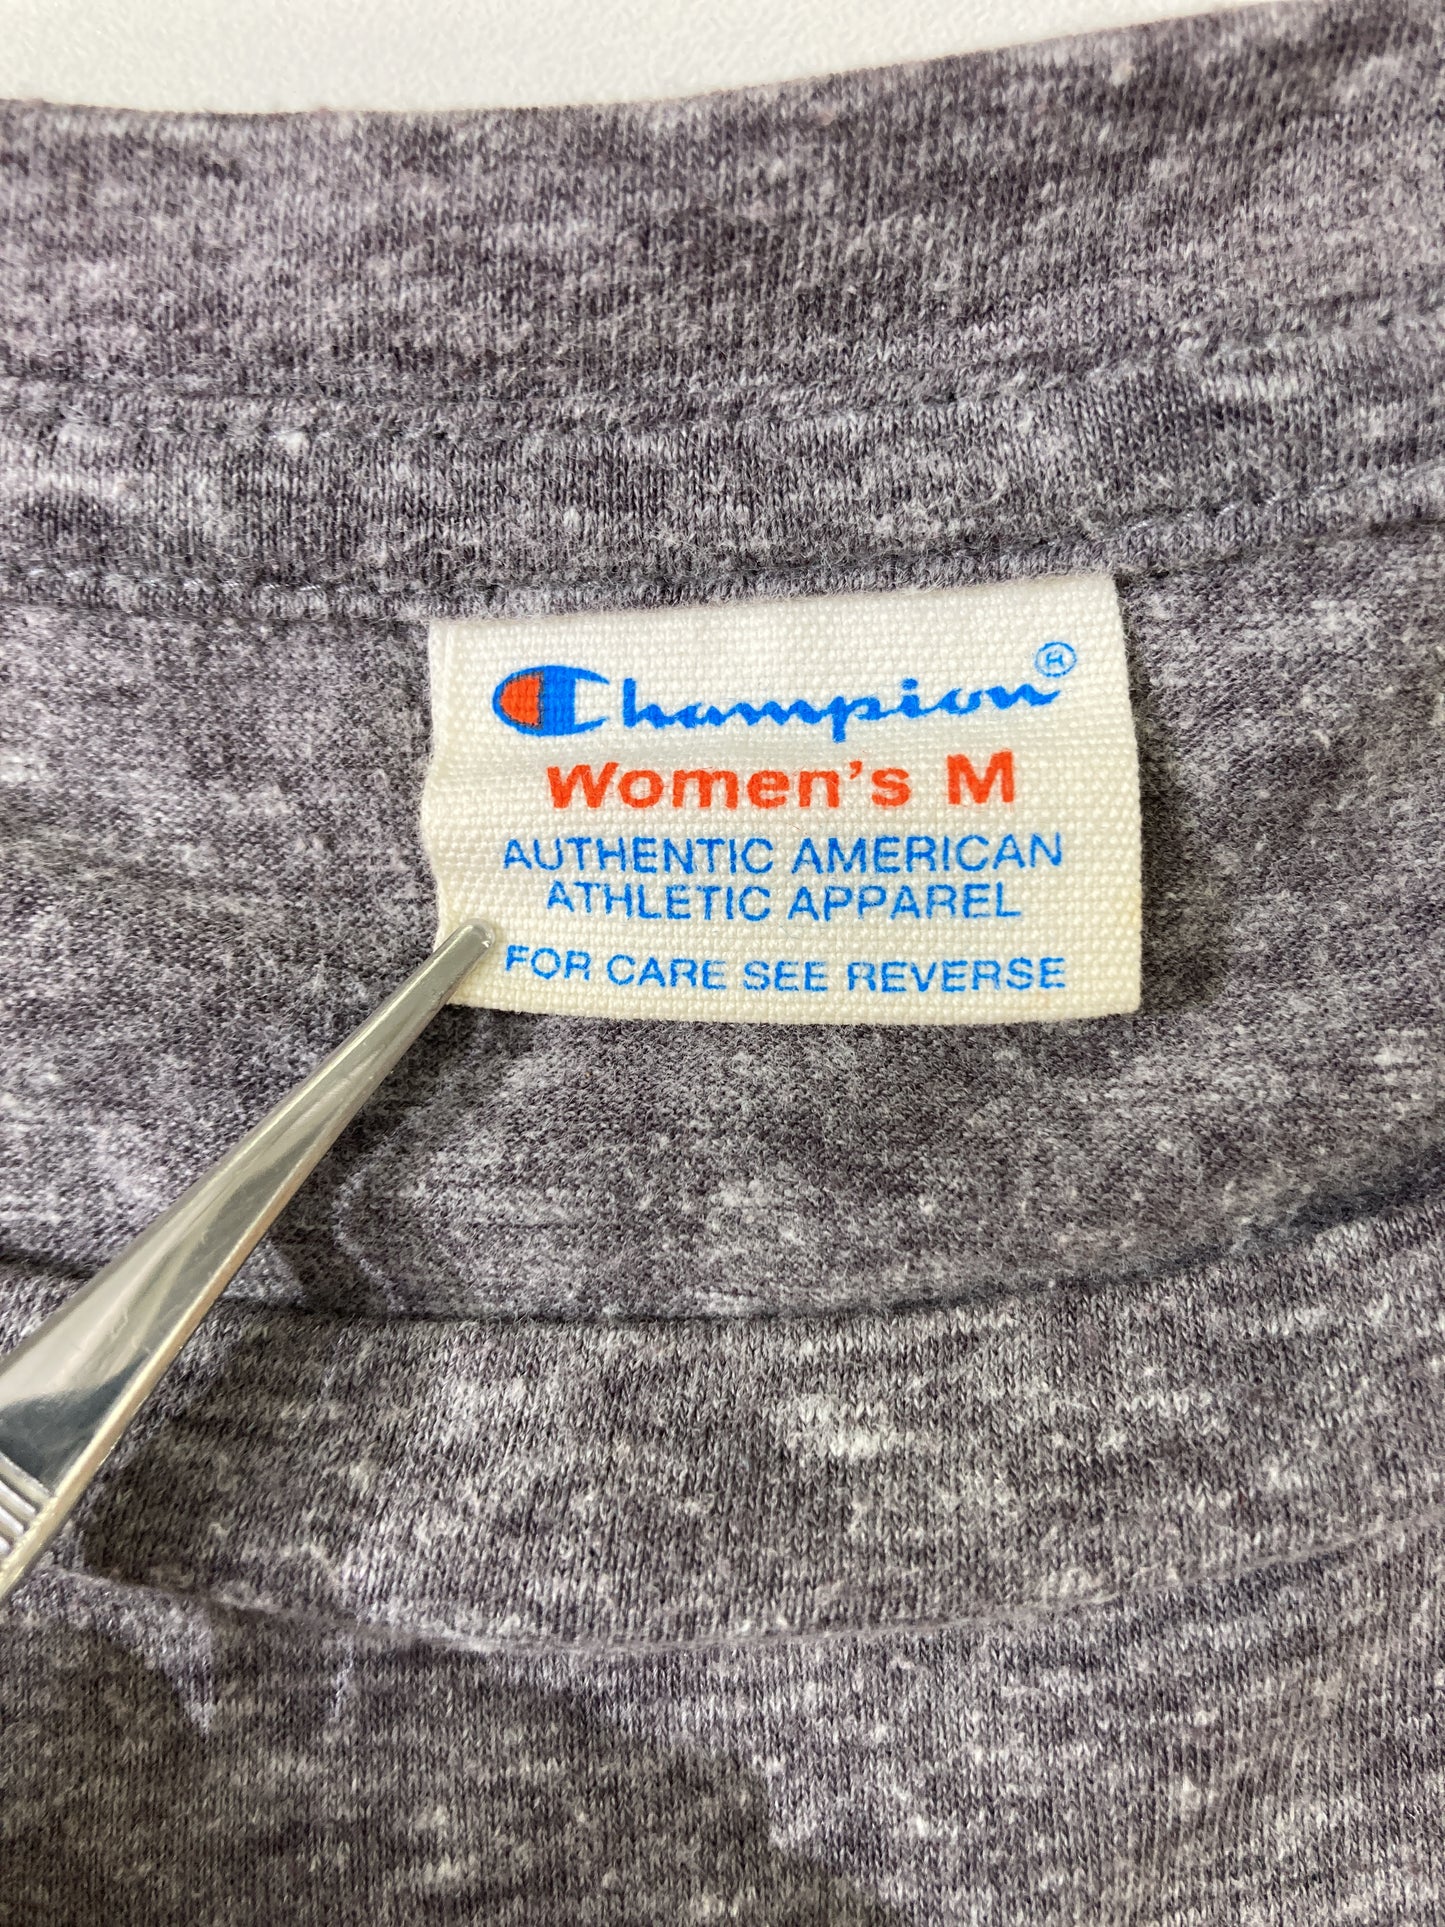 Champion®
Women's M
AUTHENTIC AMERICAN
ATHLETIC APPAREL
FOR CARE SEE REVERSE